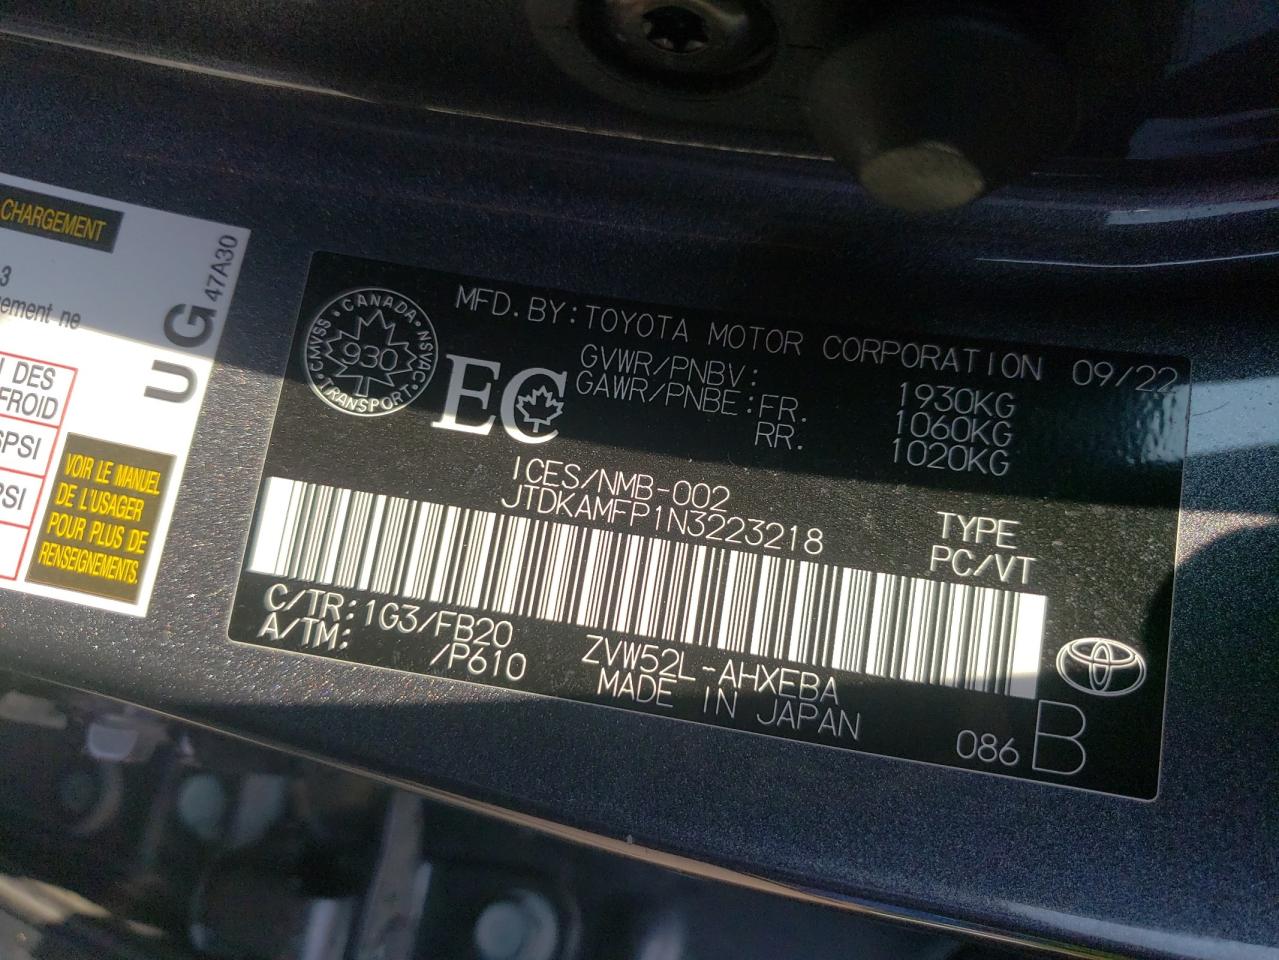 CHARGEMENT
3
gement ne
UG
47A30
DES
FROID
PSI
PSI
VOIR LE MANUEL
DE L'USAGER
POUR PLUS DE
RENSEIGNEMENTS.
CANADA
CMVSS · NSVAC
930
TRANSPORT
EC
MFD.BY:TOYOTA MOTOR CORPORATION 09/22
GVWR/PNBV: 1930KG
GAWR/PNBE:FR. 1060KG
RR. 1020KG
ICES/NMB-002
JTDKAMFP1N3223218
TYPE
PC/VT
C/TR:1G3/FB20
A/TM: /P610
ZVW52L-AHXEBA
MADE IN JAPAN
086 B